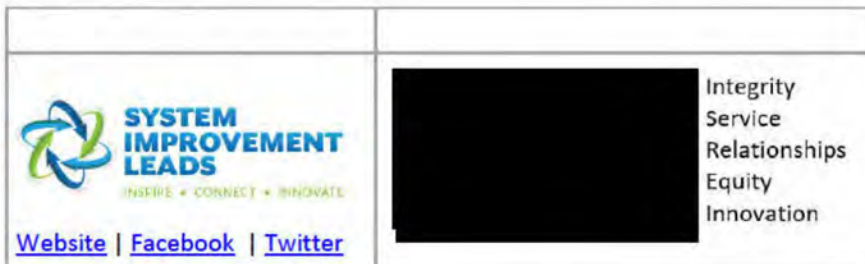 SYSTEM
IMPROVEMENT
LEADS
INSPIRE • CONNECT • INNOVATE
Website | Facebook | Twitter
Integrity
Service
Relationships
Equity
Innovation